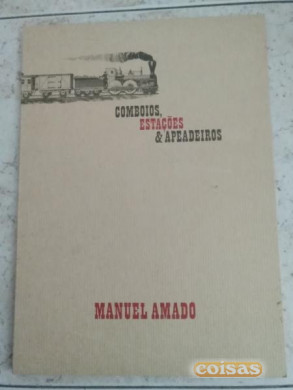 COMBOIOS,
ESTAÇÕES
& APEADEIROS
MANUEL AMADO
coisas